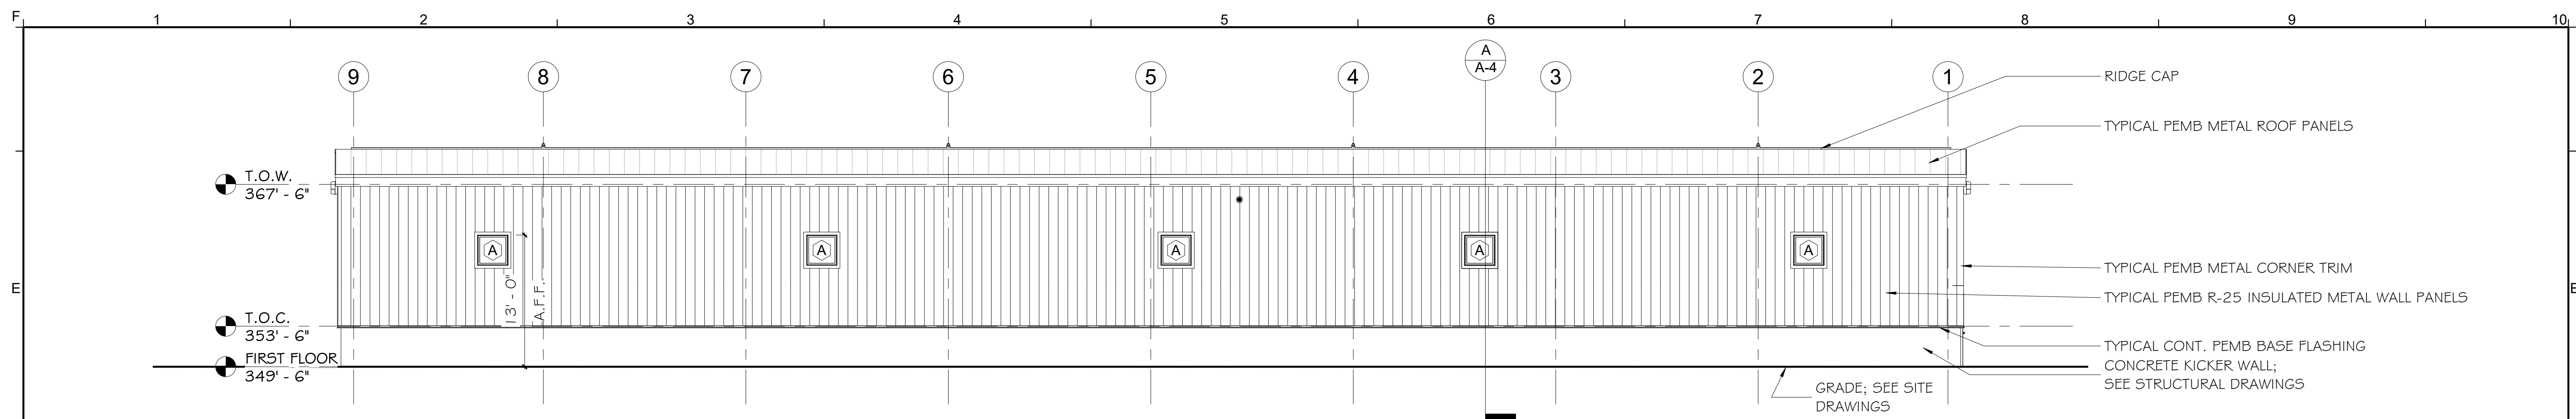 F
1 2 3 4 5 6 7 8 9 10
A
A-4
9 8 7 6 5 4 3 2 1
RIDGE CAP
TYPICAL PEMB METAL ROOF PANELS
A A A A
T.O.W.
367' - 6"
A A A A A
13' - 0"
A.F.F.
TYPICAL PEMB METAL CORNER TRIM
E
E
TYPICAL PEMB R-25 INSULATED METAL WALL PANELS
T.O.C.
353' - 6"
TYPICAL CONT. PEMB BASE FLASHING
FIRST FLOOR
349' - 6"
CONCRETE KICKER WALL;
SEE STRUCTURAL DRAWINGS
GRADE; SEE SITE
DRAWINGS